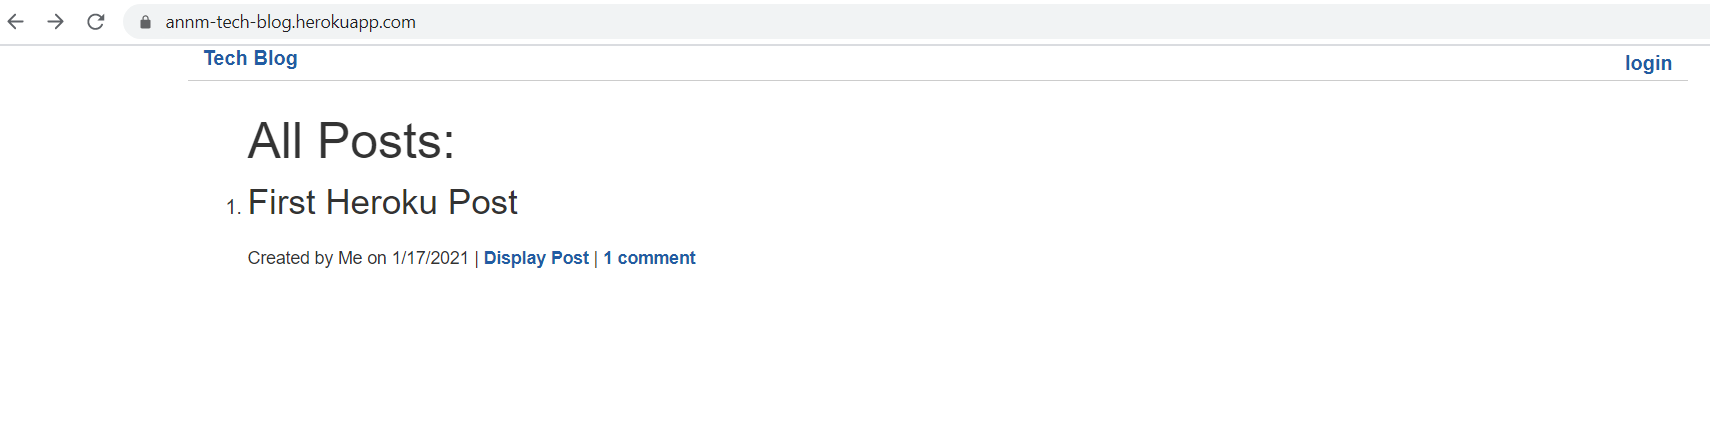 annm-tech-blog.herokuapp.com
Tech Blog login
All Posts:
1. First Heroku Post
Created by Me on 1/17/2021 | Display Post | 1 comment